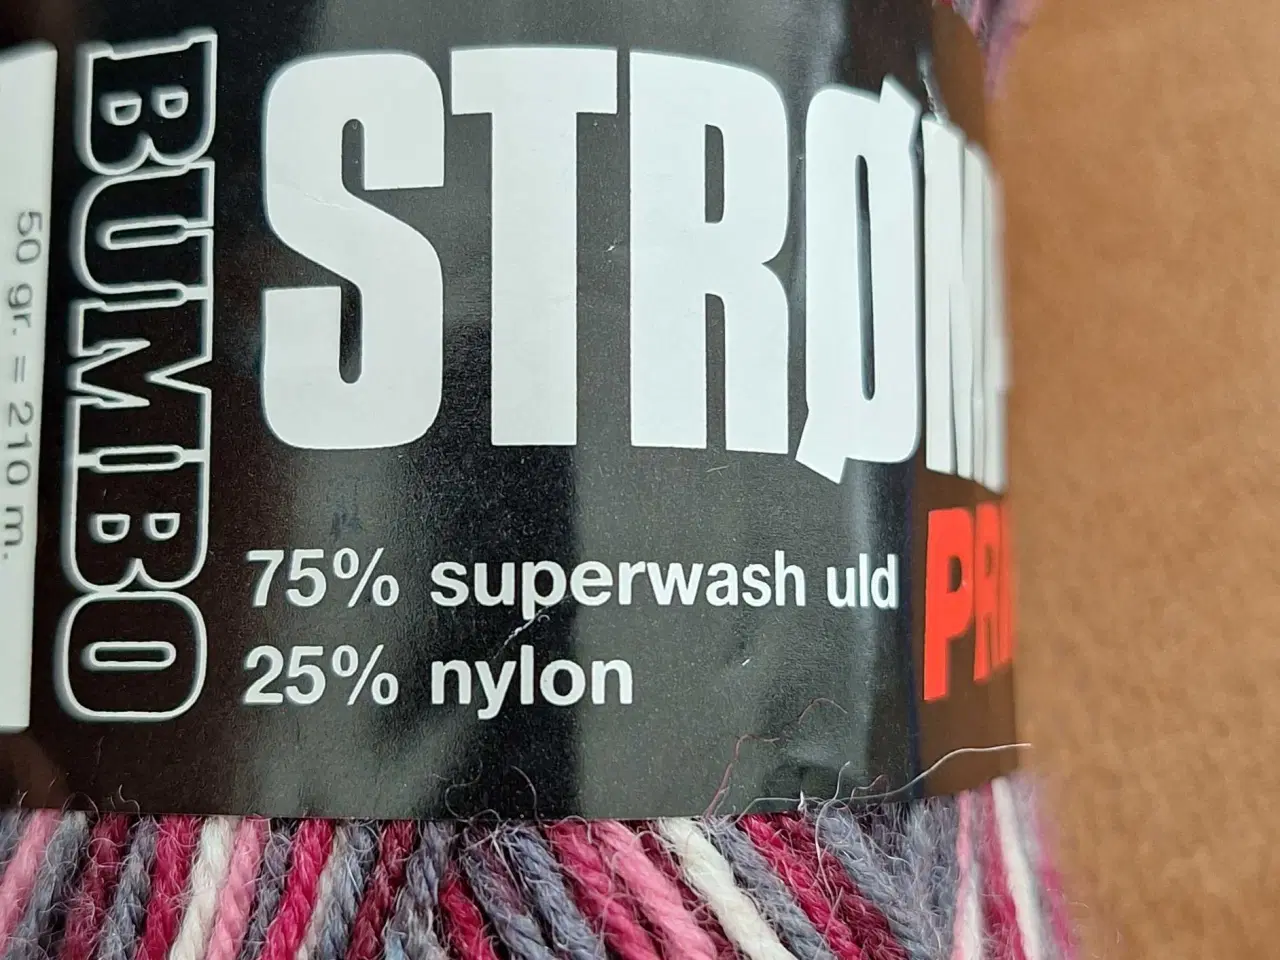 50 gr. = 210 m.
BUMBO
STRØM
75% superwash uld
25% nylon